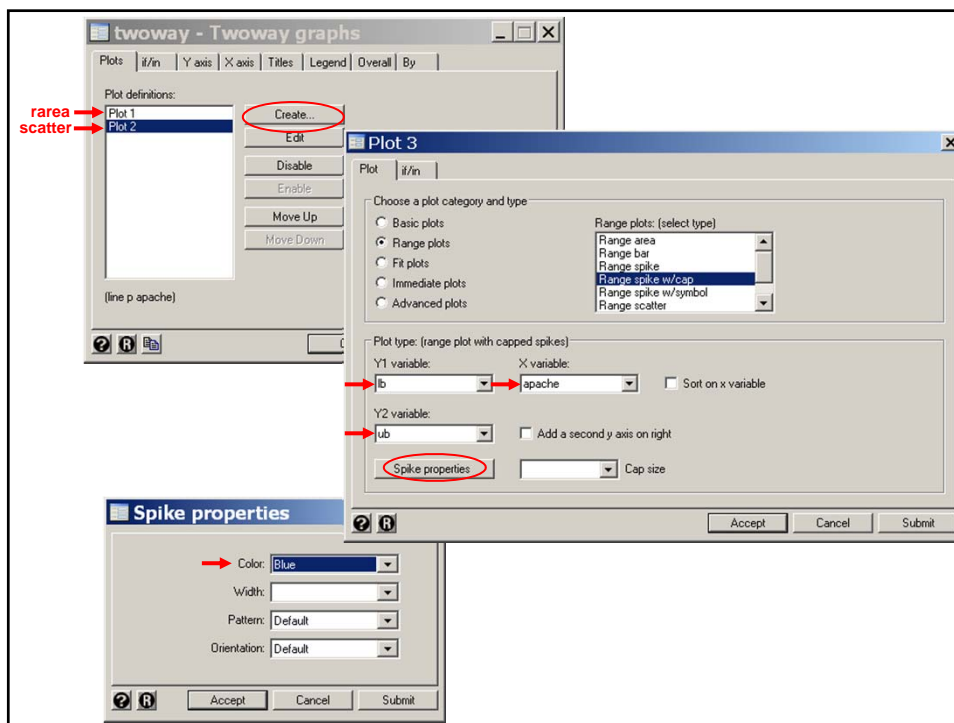 twoway - Twoway graphs
Plots if/in Y axis X axis Titles Legend Overall By
Plot definitions:
rarea
scatter
Plot 1
Plot 2
Create...
Edit
Disable
Enable
Move Up
Move Down
(line p apache)
Plot 3
Plot if/in
Choose a plot category and type
Basic plots
Range plots
Fit plots
Immediate plots
Advanced plots
Range plots: (select type)
Range area
Range bar
Range spike
Range spike w/cap
Range spike w/symbol
Range scatter
Plot type: (range plot with capped spikes)
Y1 variable:
X variable:
lb
apache
Sort on x variable
Y2 variable:
ub
Add a second y axis on right
Spike properties
Cap size
Accept Cancel Submit
Spike properties
Color: Blue
Width:
Pattern: Default
Orientation: Default
Accept Cancel Submit